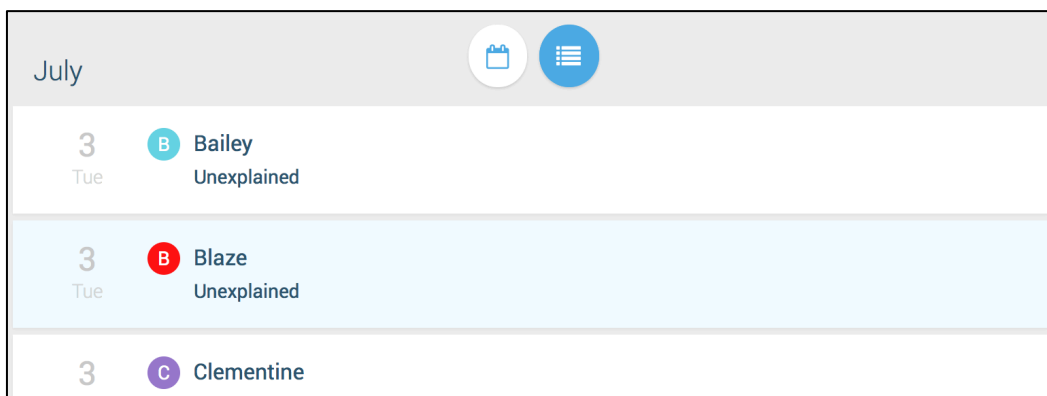 July
3
B
Bailey
Tue
Unexplained
3
B
Blaze
Tue
Unexplained
3
C
Clementine